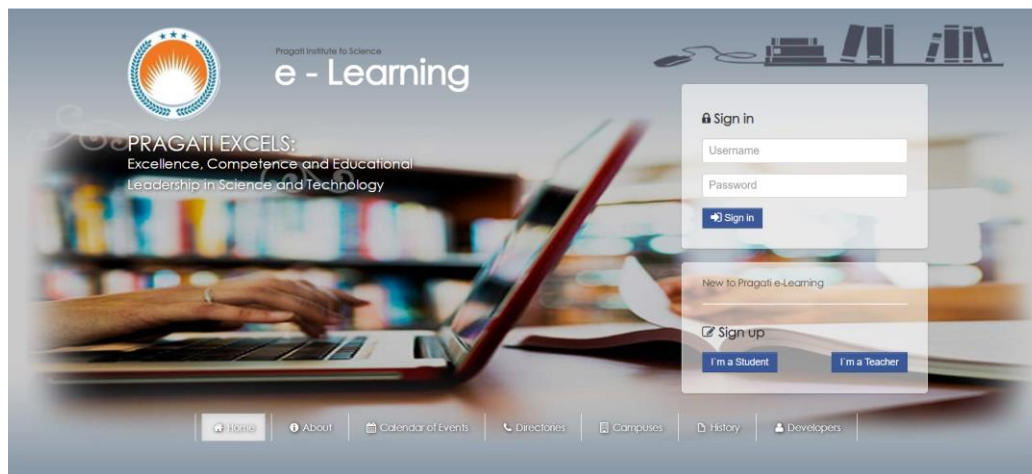 Pragati Institute to Science
e - Learning
PRAGATI EXCELS:
Excellence, Competence and Educational
Leadership in Science and Technology
Sign in
Username
Password
Sign in
New to Pragati e-Learning
Sign up
I'm a Student
I'm a Teacher
Home
About
Calendar of Events
Directories
Campuses
History
Developers